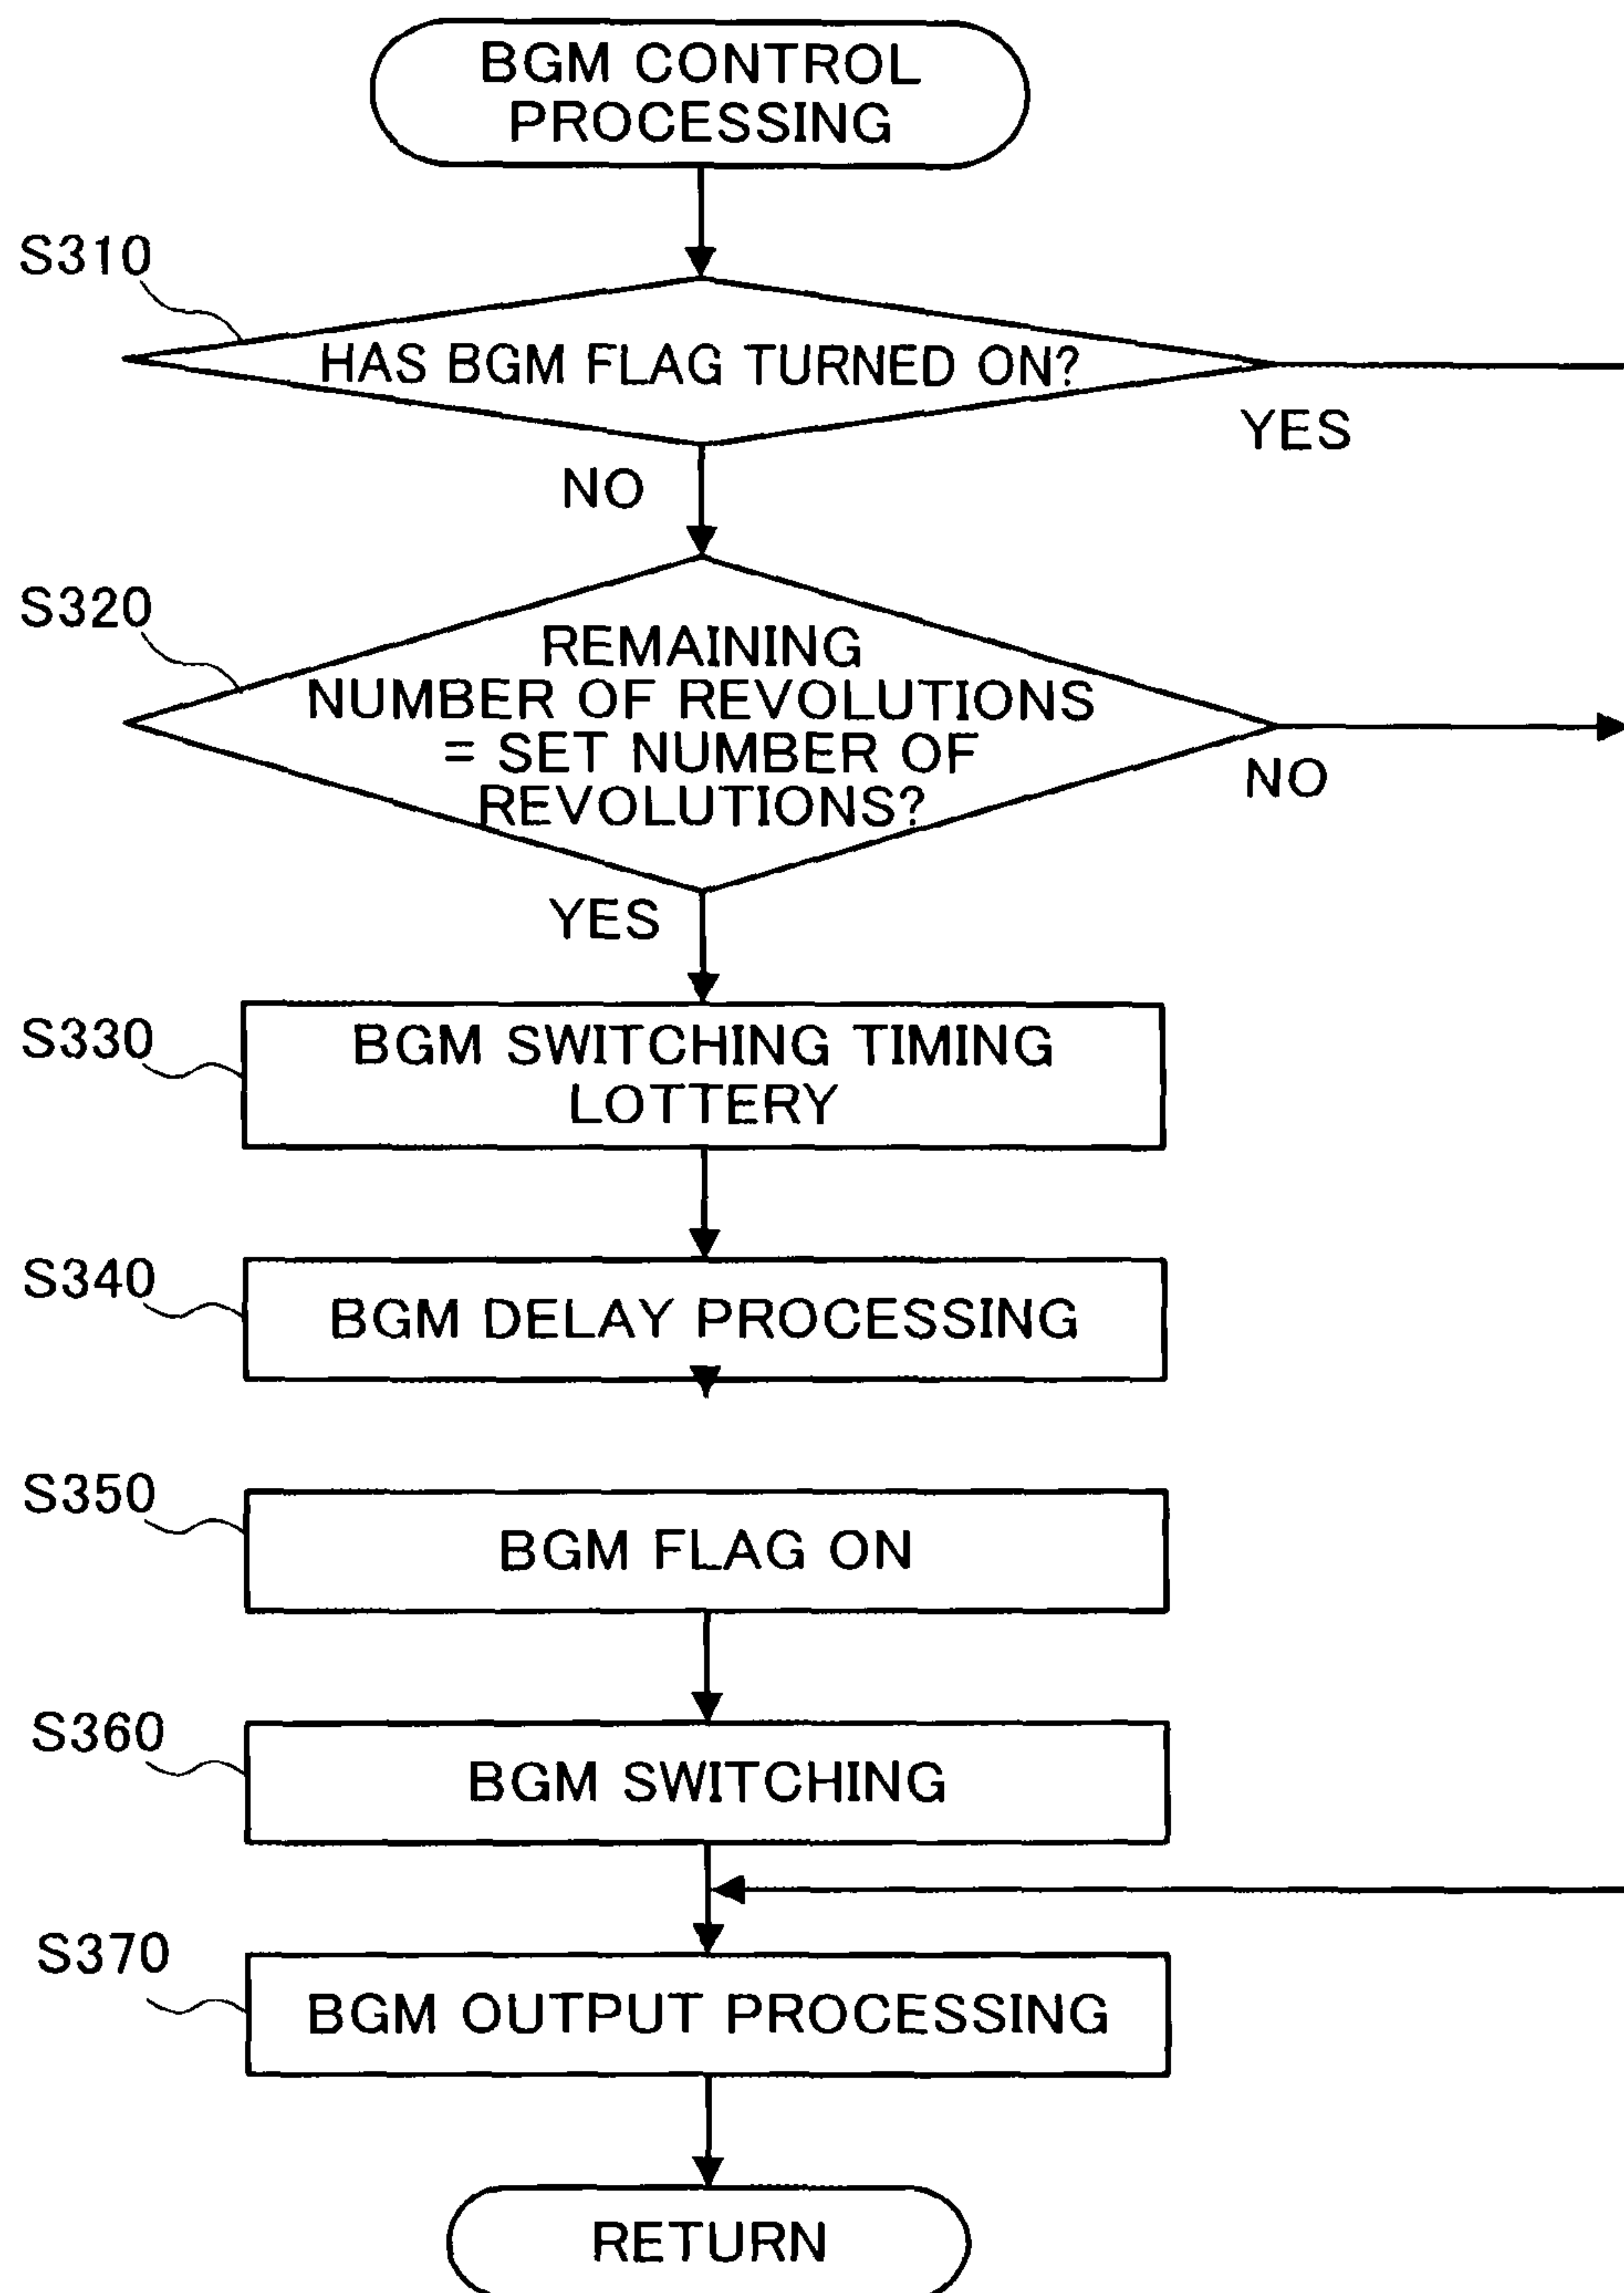 BGM CONTROL
PROCESSING
S310
HAS BGM FLAG TURNED ON?
YES
NO
S320
REMAINING
NUMBER OF REVOLUTIONS
= SET NUMBER OF
REVOLUTIONS?
NO
YES
S330
BGM SWITCHING TIMING
LOTTERY
S340
BGM DELAY PROCESSING
S350
BGM FLAG ON
S360
BGM SWITCHING
S370
BGM OUTPUT PROCESSING
RETURN